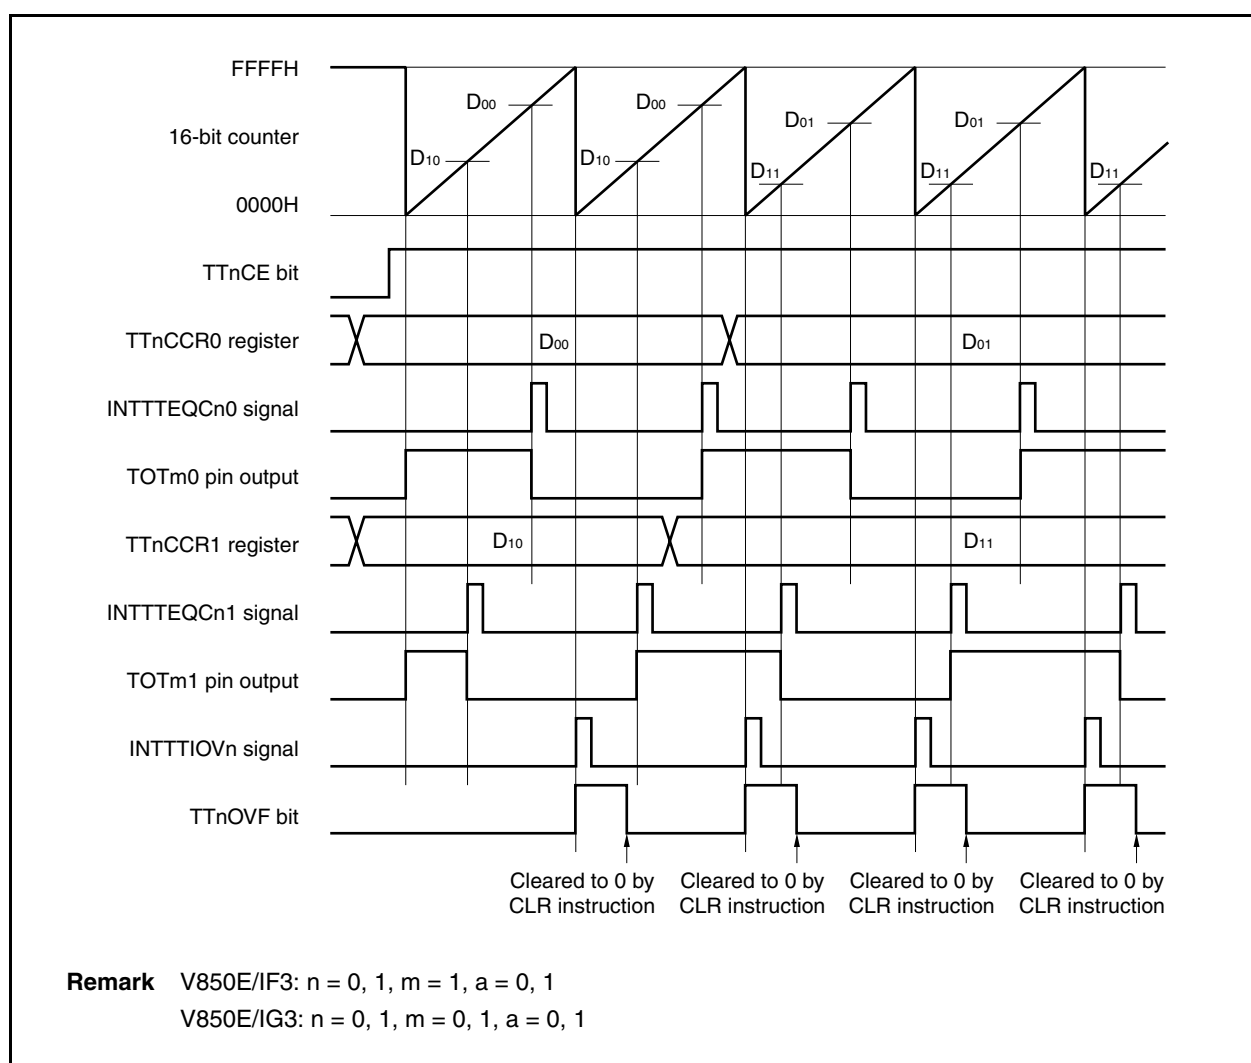 FFFFH
D00
D00
D01
D01
16-bit counter
D10
D10
D11
D11
D11
0000H
TTnCE bit
TTnCCR0 register
D00
D01
INTTTEQCn0 signal
TOTm0 pin output
TTnCCR1 register
D10
D11
INTTTEQCn1 signal
TOTm1 pin output
INTTTIOVn signal
TTnOVF bit
Cleared to 0 by
CLR instruction
Cleared to 0 by
CLR instruction
Cleared to 0 by
CLR instruction
Cleared to 0 by
CLR instruction
Remark V850E/IF3: n = 0, 1, m = 1, a = 0, 1
V850E/IG3: n = 0, 1, m = 0, 1, a = 0, 1